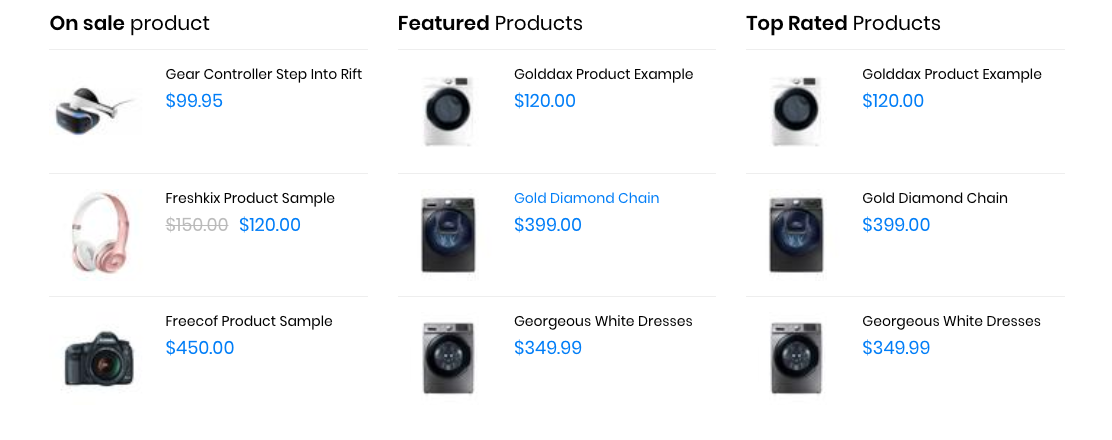 On sale product
Gear Controller Step Into Rift
$99.95
Freshkix Product Sample
$150.00 $120.00
Freecof Product Sample
$450.00
Featured Products
Golddax Product Example
$120.00
Gold Diamond Chain
$399.00
Georgeous White Dresses
$349.99
Top Rated Products
Golddax Product Example
$120.00
Gold Diamond Chain
$399.00
Georgeous White Dresses
$349.99